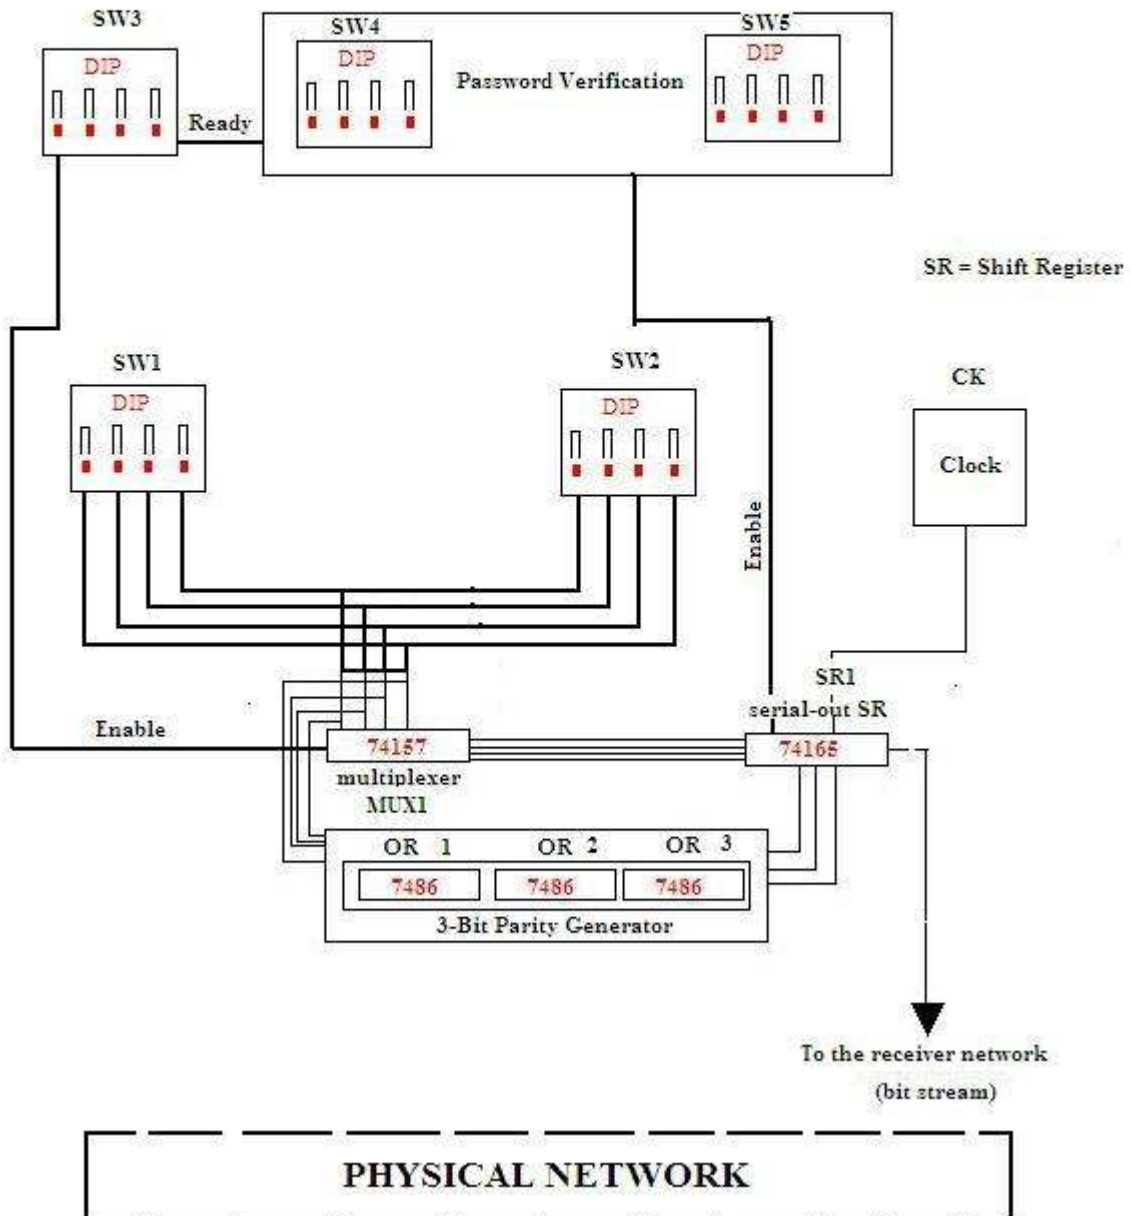 SW3
SW4
SW5
DIP
DIP
DIP
Password Verification
Ready
SR = Shift Register
SW1
SW2
CK
DIP
DIP
Clock
Enable
SR1
serial-out SR
Enable
74157
74165
multiplexer
MUX1
OR 1
OR 2
OR 3
7486
7486
7486
3-Bit Parity Generator
To the receiver network
(bit stream)
PHYSICAL NETWORK